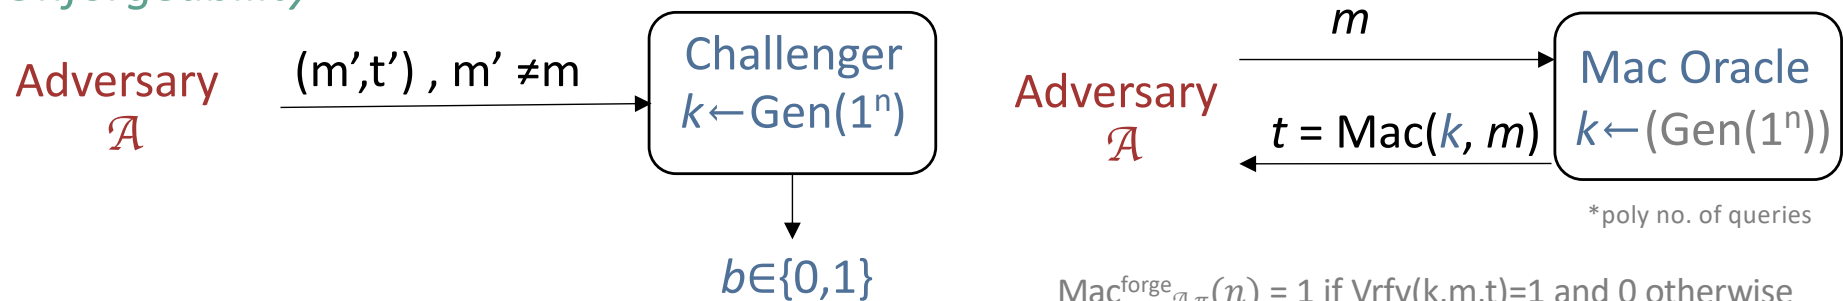 Adversary
𝒜
(m',t') , m' ≠m
Challenger
k←Gen(1ⁿ)
b∈{0,1}
Adversary
𝒜
m
t = Mac(k, m)
Mac Oracle
k←(Gen(1ⁿ))
*poly no. of queries
Mac^forge_𝒜,π(n) = 1 if Vrfy(k,m,t)=1 and 0 otherwise